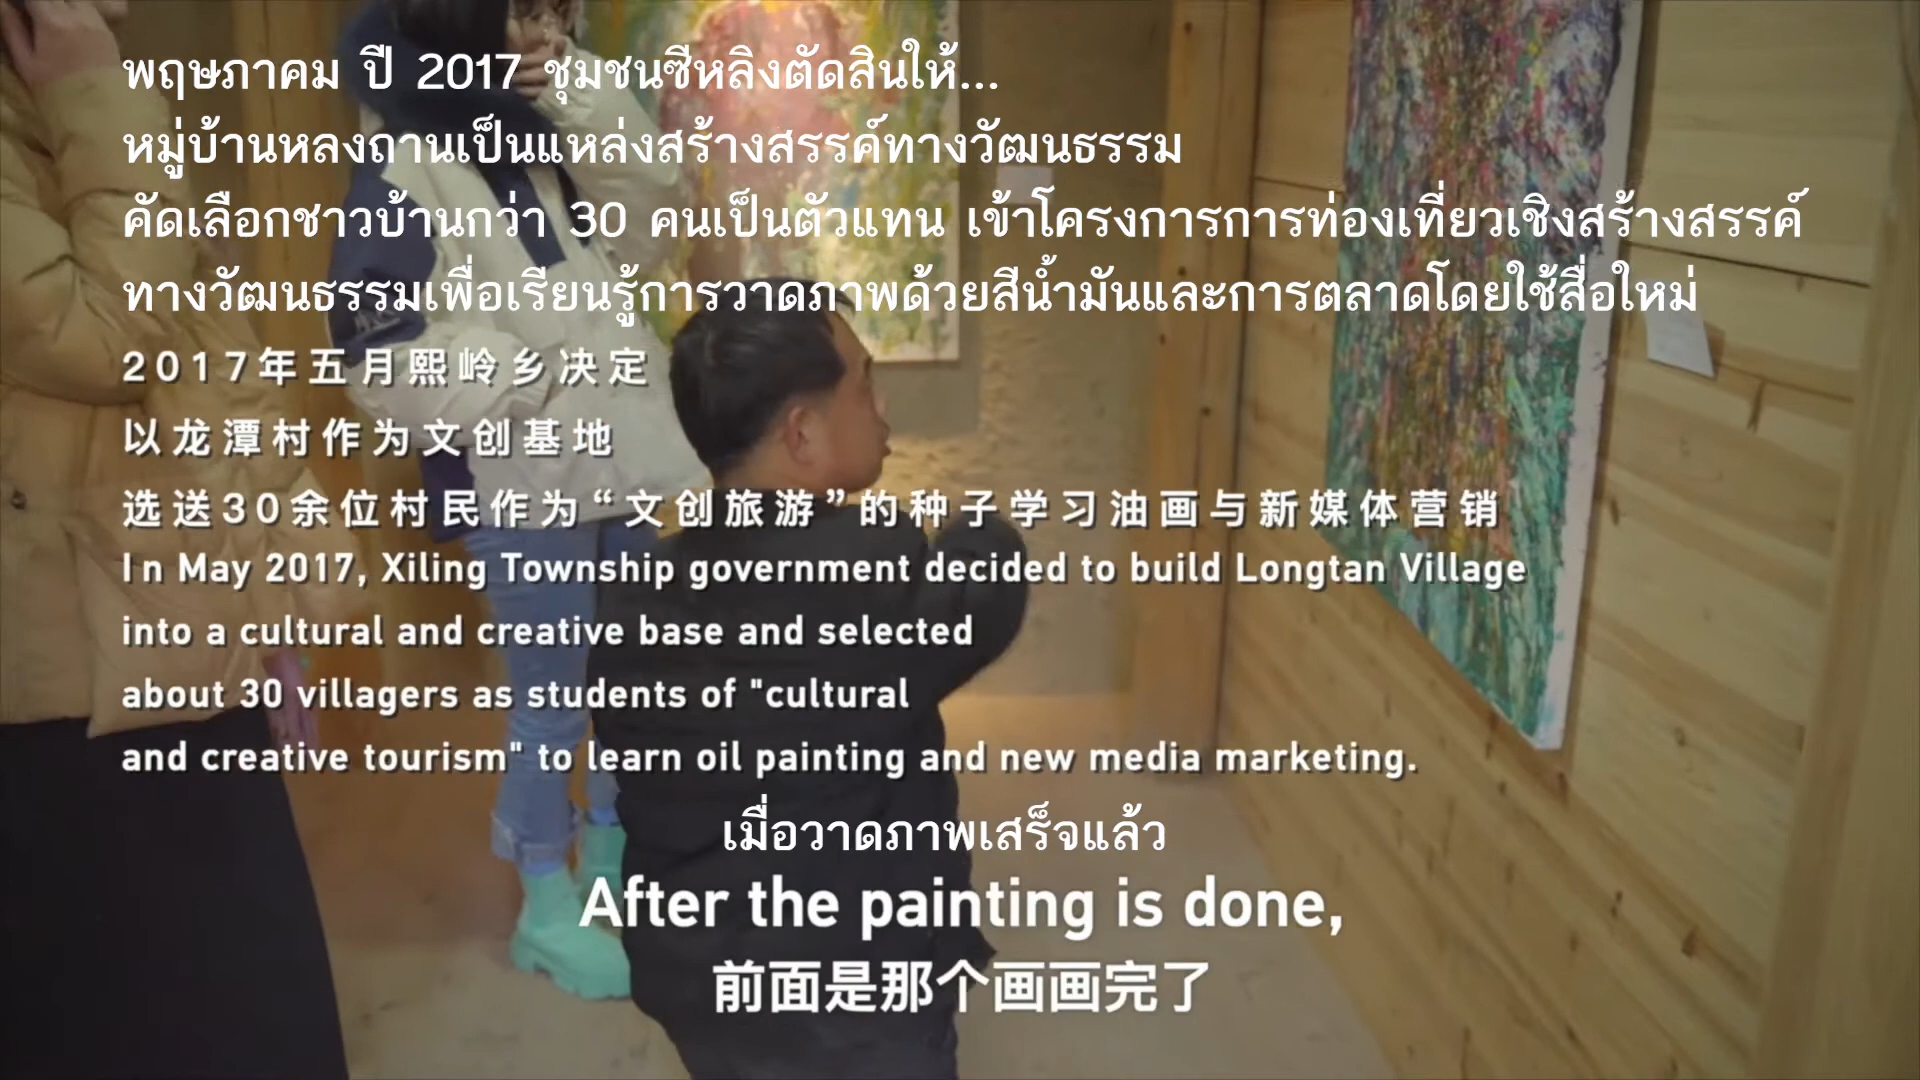 พฤษภาคม ปี 2017 ชุมชนซีหลิงตัดสินให้...
หมู่บ้านหลงถานเป็นแหล่งสร้างสรรค์ทางวัฒนธรรม
คัดเลือกชาวบ้านกว่า 30 คนเป็นตัวแทน เข้าโครงการการท่องเที่ยวเชิงสร้างสรรค์
ทางวัฒนธรรมเพื่อเรียนรู้การวาดภาพด้วยสีน้ำมันและการตลาดโดยใช้สื่อใหม่
2017年五月熙岭乡决定
以龙潭村作为文创基地
选送30余位村民作为“文创旅游”的种子学习油画与新媒体营销
In May 2017, Xiling Township government decided to build Longtan Village
into a cultural and creative base and selected
about 30 villagers as students of "cultural
and creative tourism" to learn oil painting and new media marketing.
เมื่อวาดภาพเสร็จแล้ว
After the painting is done,
前面是那个画画完了